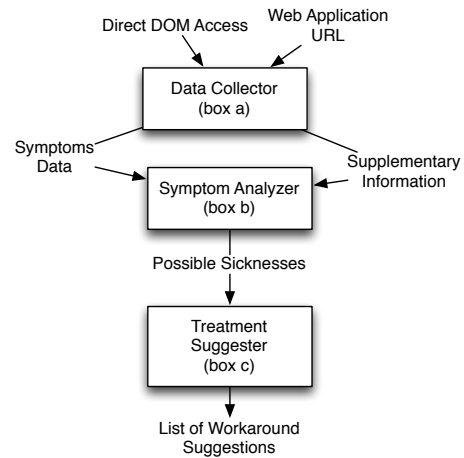 Direct DOM Access
Web Application
URL
Data Collector
(box a)
Symptoms
Data
Supplementary
Information
Symptom Analyzer
(box b)
Possible Sicknesses
Treatment
Suggester
(box c)
List of Workaround
Suggestions